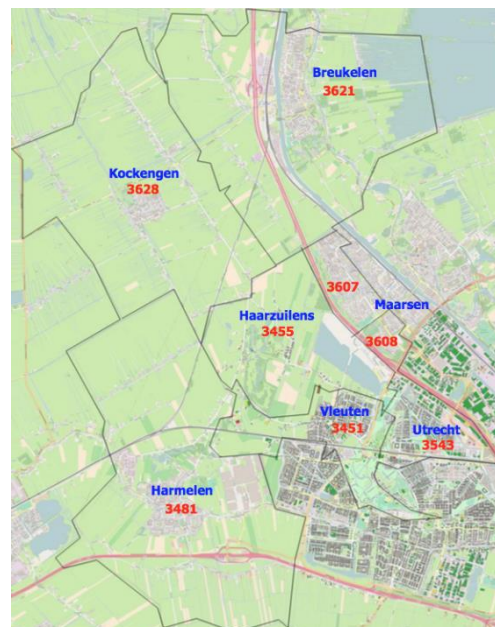 Breukelen
3621
Kockengen
3628
3607
Maarsen
Haarzuilens
3455
3608
Vleuten
3451
Utrecht
3543
Harmelen
3481